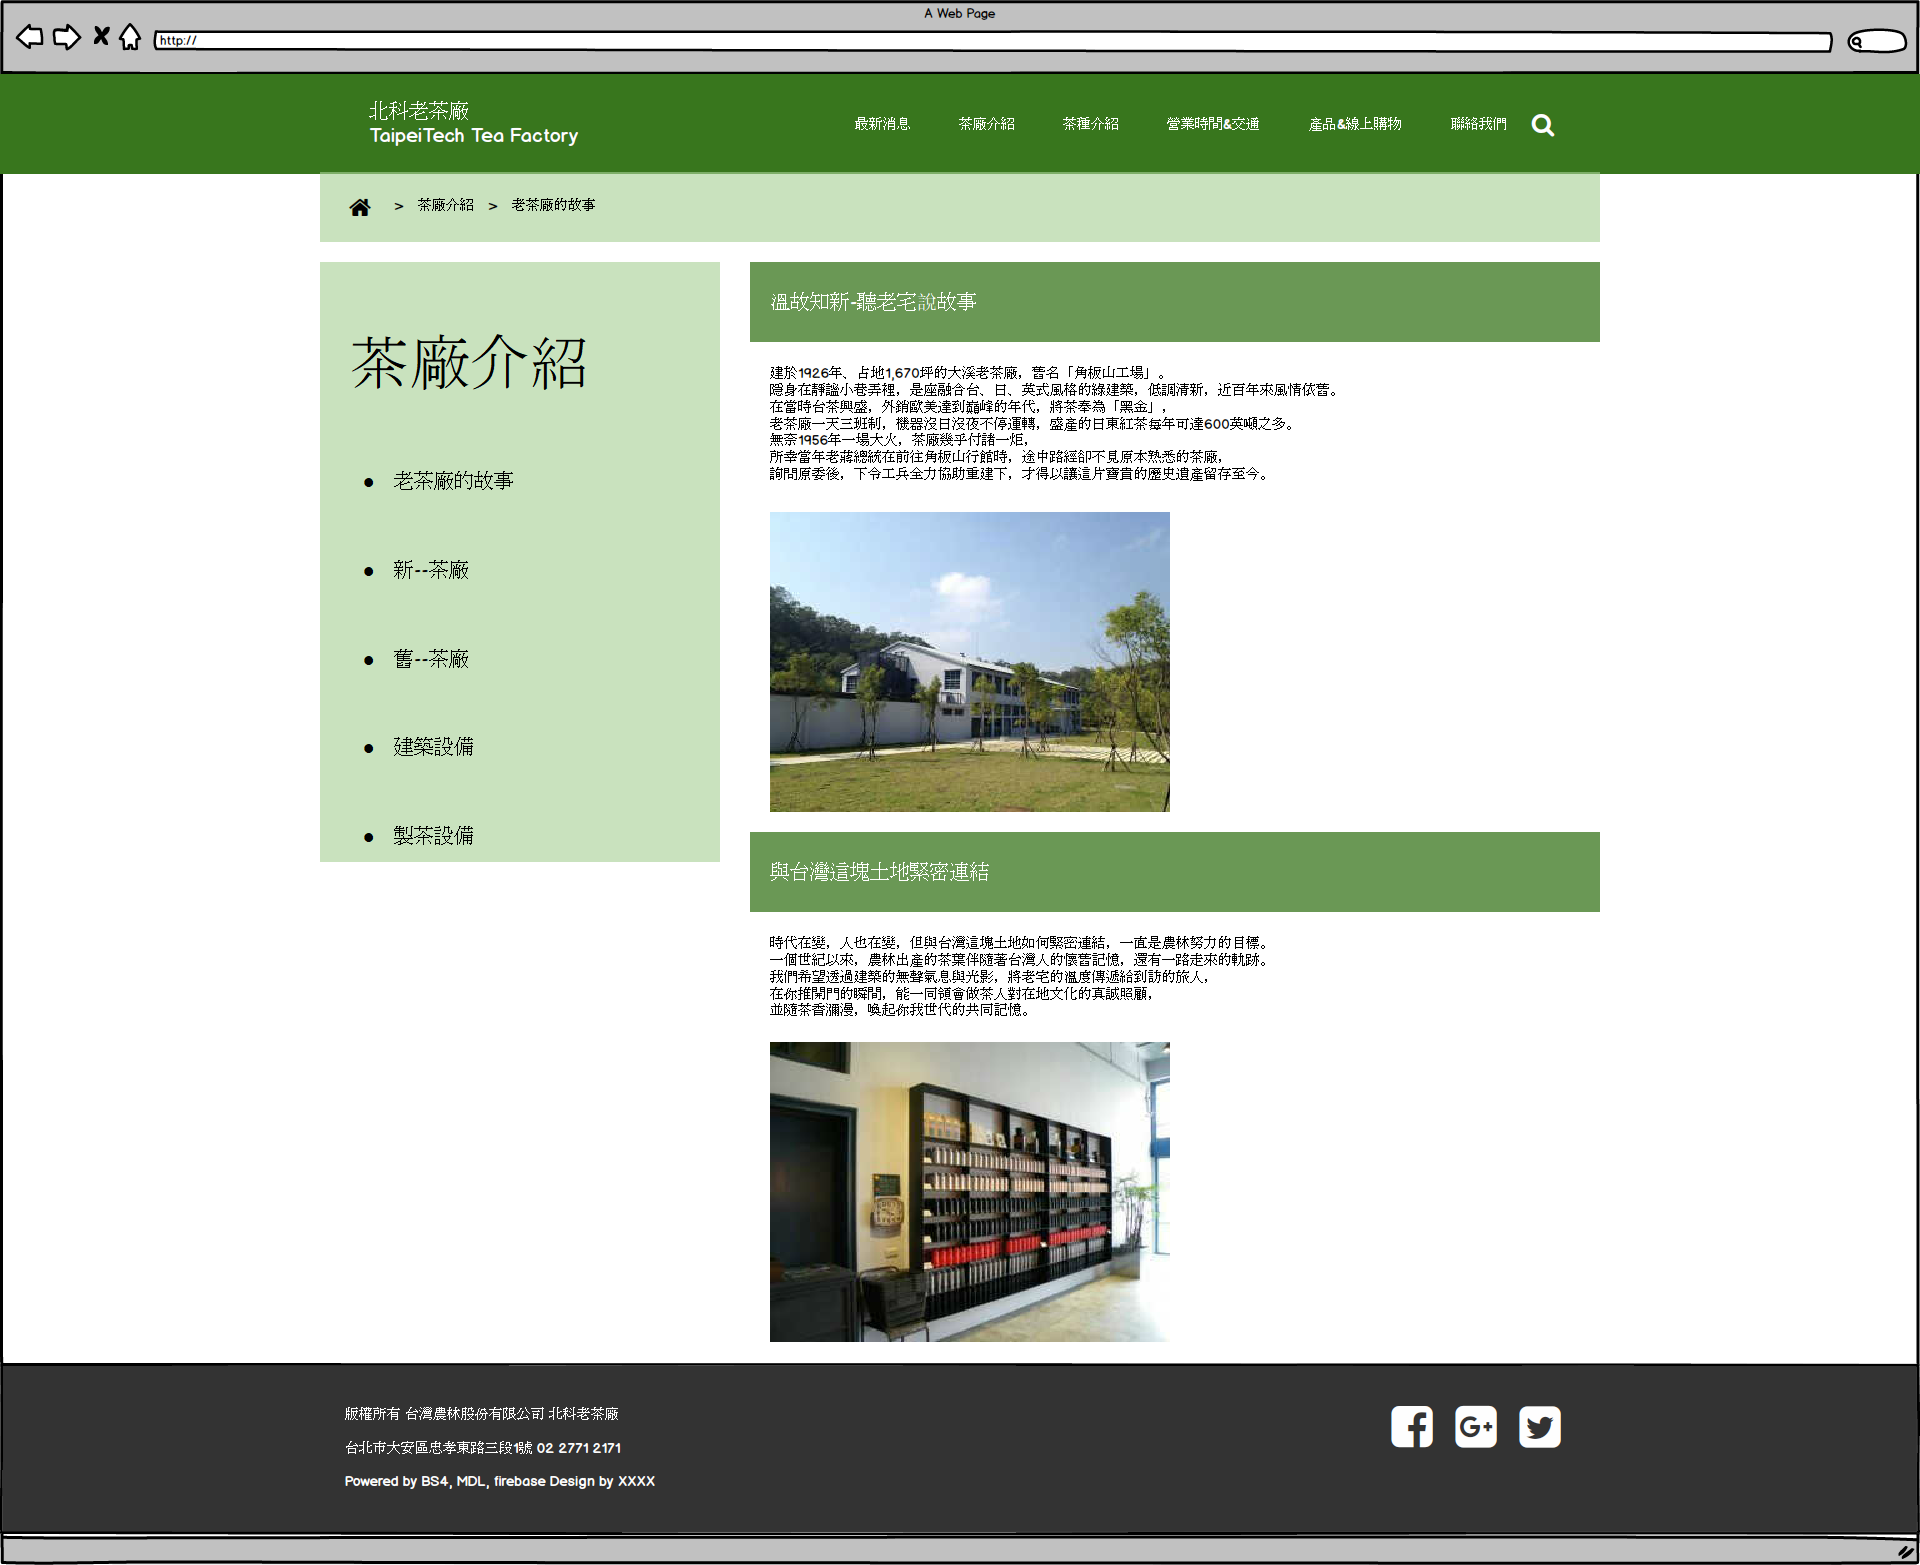 A Web Page
http://
北科老茶廠
TaipeiTech Tea Factory
最新消息 茶廠介紹 茶種介紹 營業時間&交通 產品&線上購物 聯絡我們
> 茶廠介紹 > 老茶廠的故事
茶廠介紹
• 老茶廠的故事
• 新--茶廠
• 舊--茶廠
• 建築設備
• 製茶設備
溫故知新-聽老宅說故事
建於1926年、占地1,670坪的大溪老茶廠，舊名「角板山工場」。
隱身在靜謐小巷弄裡，是座融合台、日、英式風格的綠建築，低調清新，近百年來風情依舊。
在當時台茶興盛，外銷歐美達到巔峰的年代，將茶奉為「黑金」，
老茶廠一天三班制，機器沒日沒夜不停運轉，盛產的日東紅茶每年可達600英噸之多。
無奈1956年一場大火，茶廠幾乎付諸一炬，
所幸當年老蔣總統在前往角板山行館時，途中路經卻不見原本熟悉的茶廠，
詢問原委後，下令工兵全力協助重建下，才得以讓這片寶貴的歷史遺產留存至今。
與台灣這塊土地緊密連結
時代在變，人也在變，但與台灣這塊土地如何緊密連結，一直是農林努力的目標。
一個世紀以來，農林出產的茶葉伴隨著台灣人的懷舊記憶，還有一路走來的軌跡。
我們希望透過建築的無聲氣息與光影，將老宅的溫度傳遞給到訪的旅人，
在你推開門的瞬間，能一同領會做茶人對在地文化的真誠照顧，
並隨茶香瀰漫，喚起你我世代的共同記憶。
版權所有 台灣農林股份有限公司 北科老茶廠
台北市大安區忠孝東路三段1號 02 2771 2171
Powered by BS4, MDL, firebase Design by XXXX